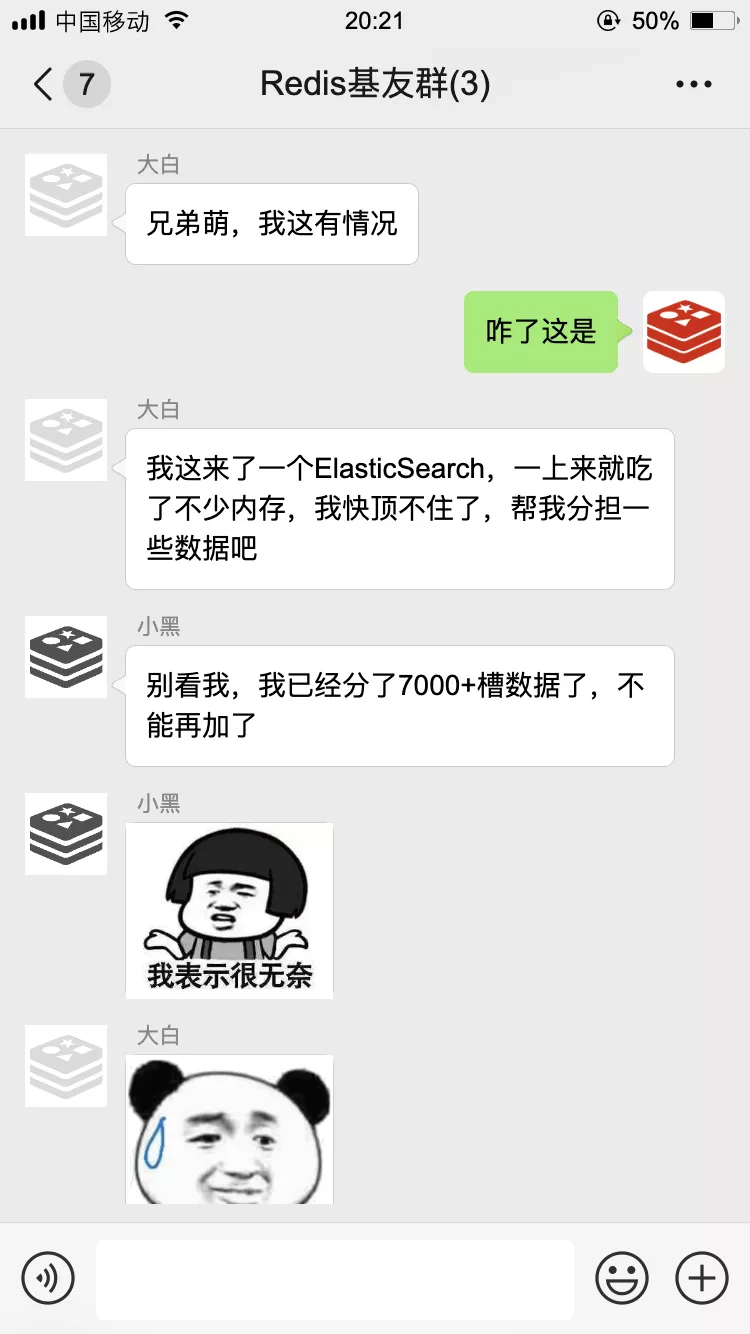 中国移动 20:21 50%
7 Redis基友群(3)
大白
兄弟萌，我这有情况
咋了这是
大白
我这来了一个ElasticSearch，一上来就吃
了不少内存，我快顶不住了，帮我分担一
些数据吧
小黑
别看我，我已经分了7000+槽数据了，不
能再加了
小黑
我表示很无奈
大白